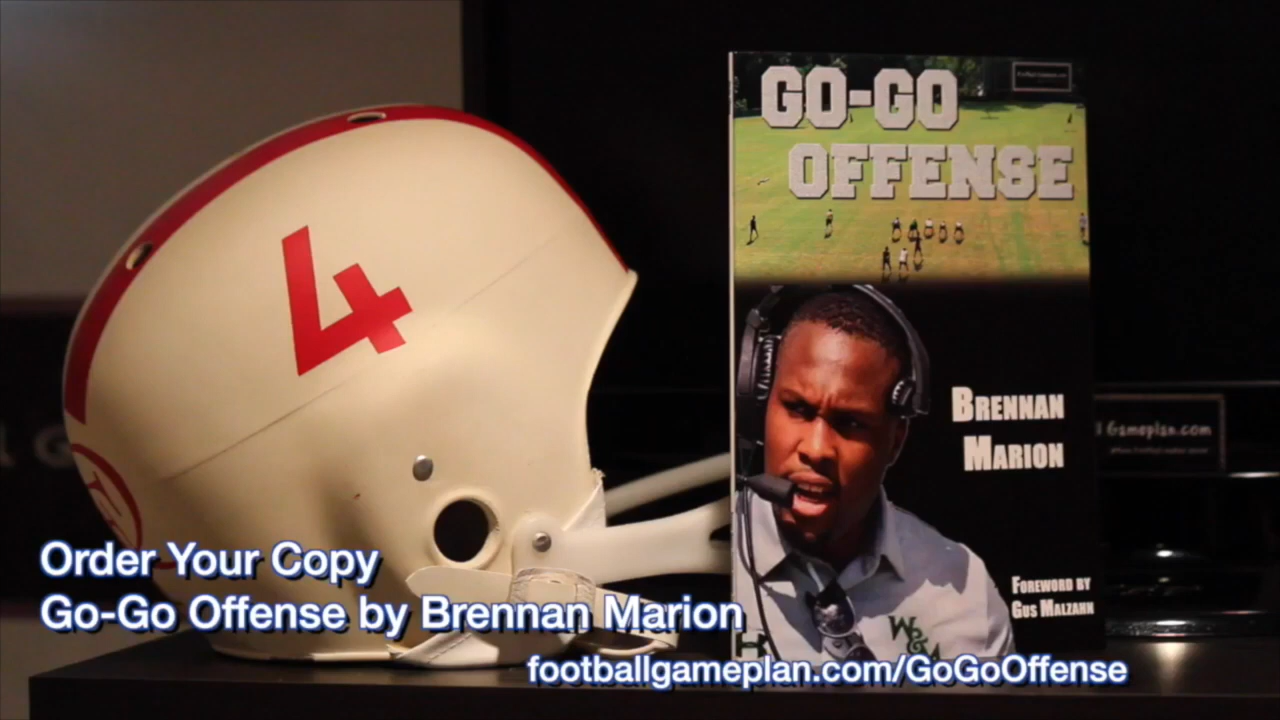 GO-GO
OFFENSE
BRENNAN
MARION
FOREWORD BY
GUS MALZAHN
W&M
4
l Gameplan.com
Order Your Copy
Go-Go Offense by Brennan Marion
footballgameplan.com/GoGoOffense